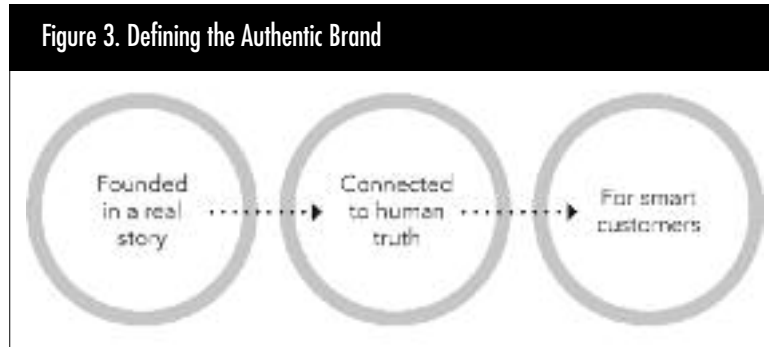 Figure 3. Defining the Authentic Brand
Founded
in a real
story
Connected
to human
truth
For smart
customers